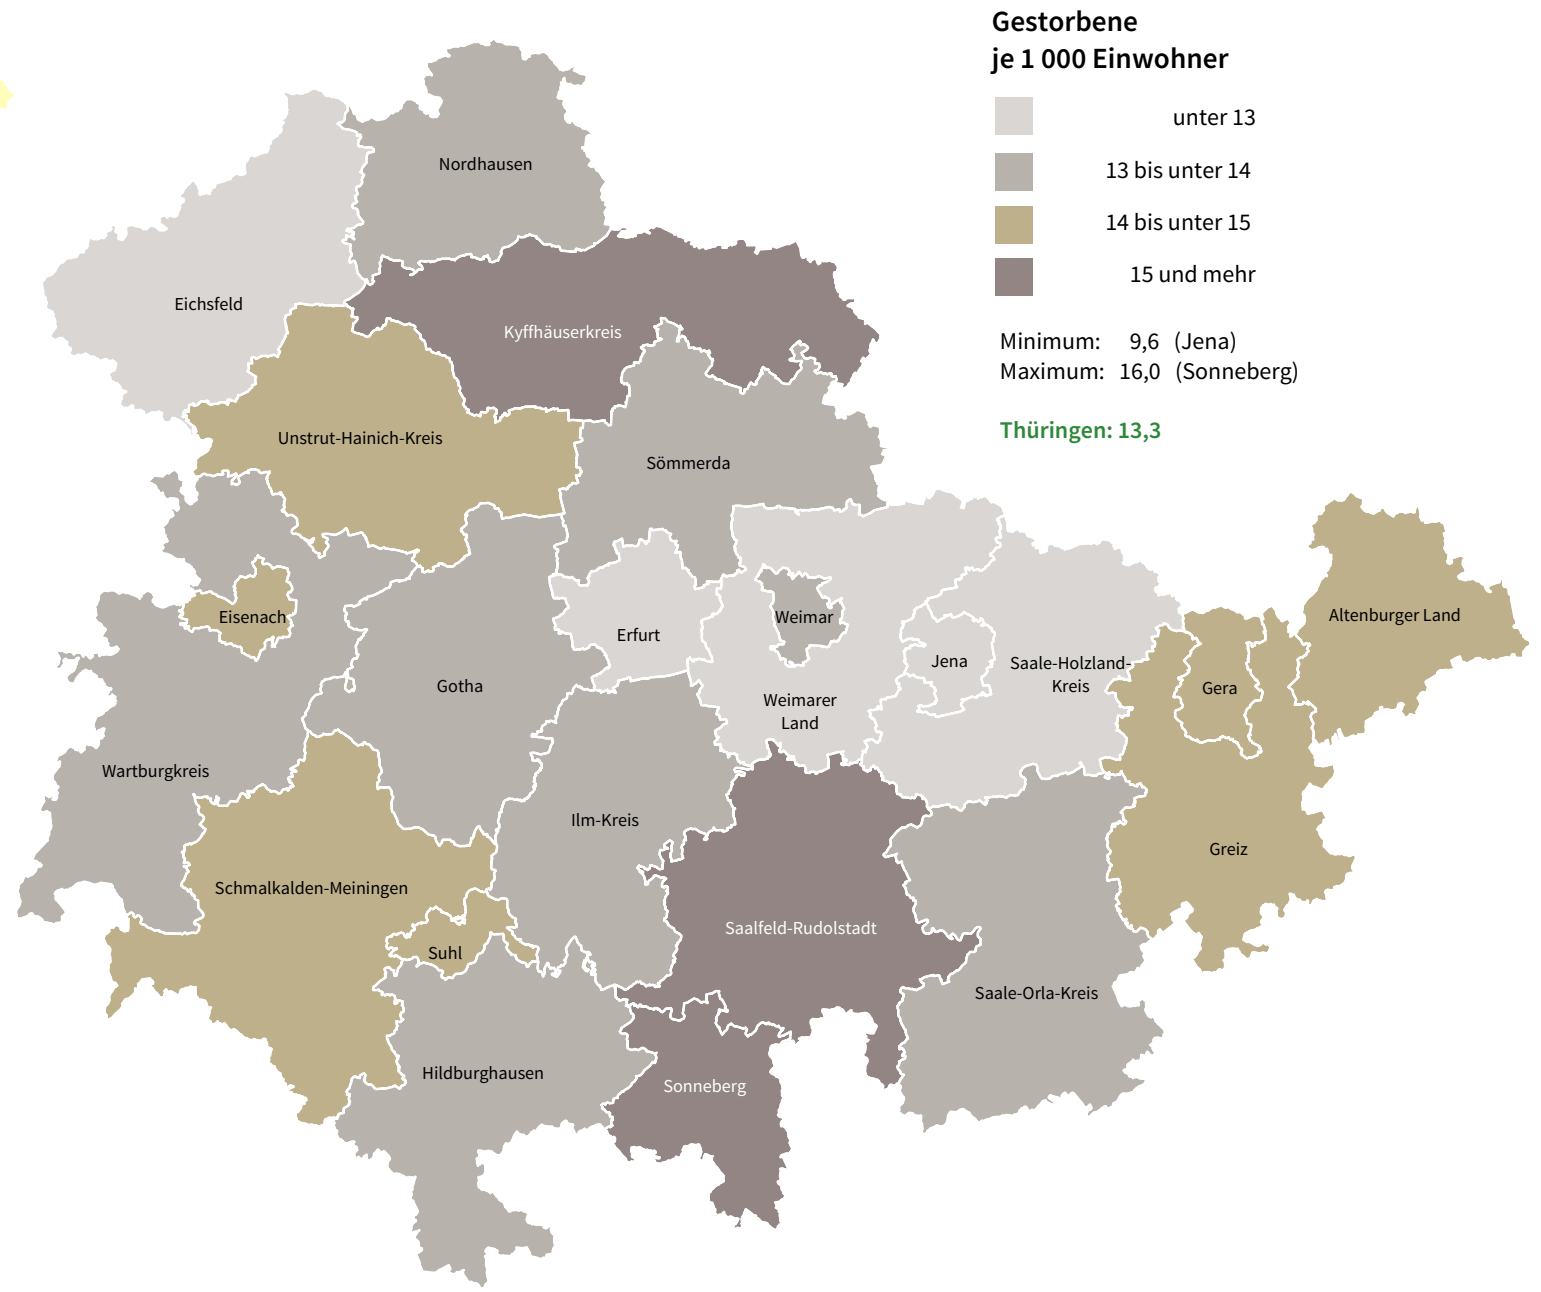 Gestorbene
je 1 000 Einwohner
unter 13
13 bis unter 14
14 bis unter 15
15 und mehr
Minimum: 9,6 (Jena)
Maximum: 16,0 (Sonneberg)
Thüringen: 13,3
Nordhausen
Eichsfeld
Kyffhäuserkreis
Unstrut-Hainich-Kreis
Sömmerda
Eisenach
Erfurt
Weimar
Altenburger Land
Jena
Saale-Holzland-
Kreis
Gotha
Gera
Weimarer
Land
Wartburgkreis
Ilm-Kreis
Greiz
Schmalkalden-Meiningen
Saalfeld-Rudolstadt
Suhl
Saale-Orla-Kreis
Hildburghausen
Sonneberg